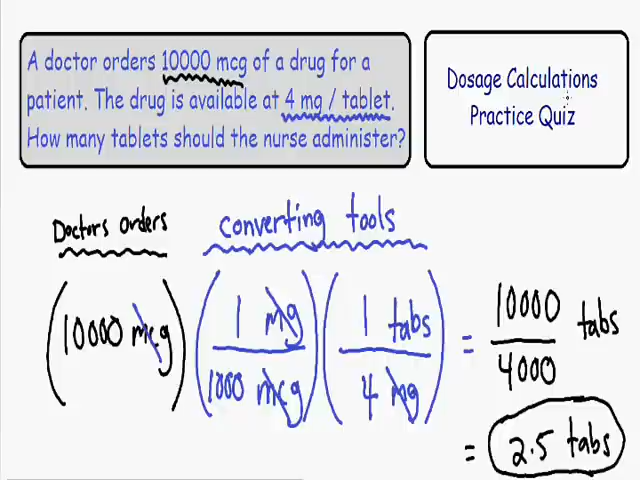 A doctor orders 10000 mcg of a drug for a
patient. The drug is available at 4 mg / tablet.
How many tablets should the nurse administer?
Dosage Calculations
Practice Quiz
Doctors orders
converting tools
(10000 mcg) (1 mg / 1000 mcg) (1 tabs / 4 mg) = 10000 / 4000 tabs
= 2.5 tabs